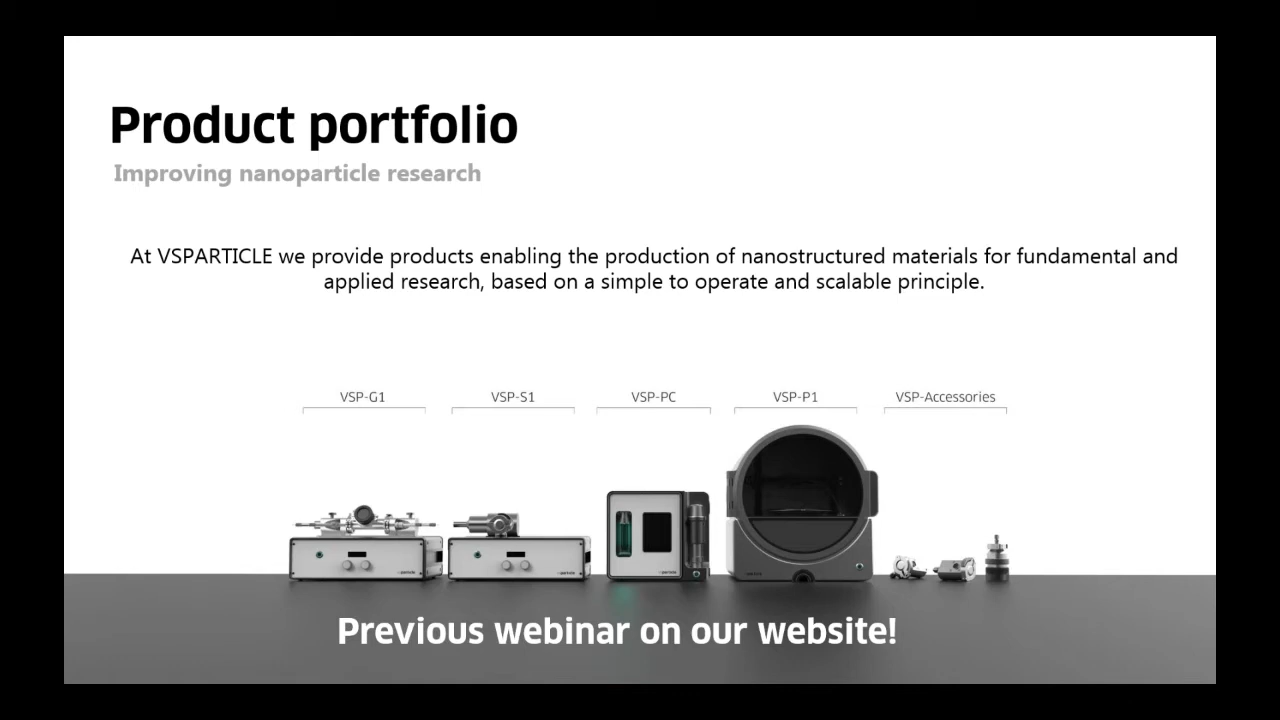 Product portfolio
Improving nanoparticle research
At VSPARTICLE we provide products enabling the production of nanostructured materials for fundamental and
applied research, based on a simple to operate and scalable principle.
VSP-G1 VSP-S1 VSP-PC VSP-P1 VSP-Accessories
Previous webinar on our website!